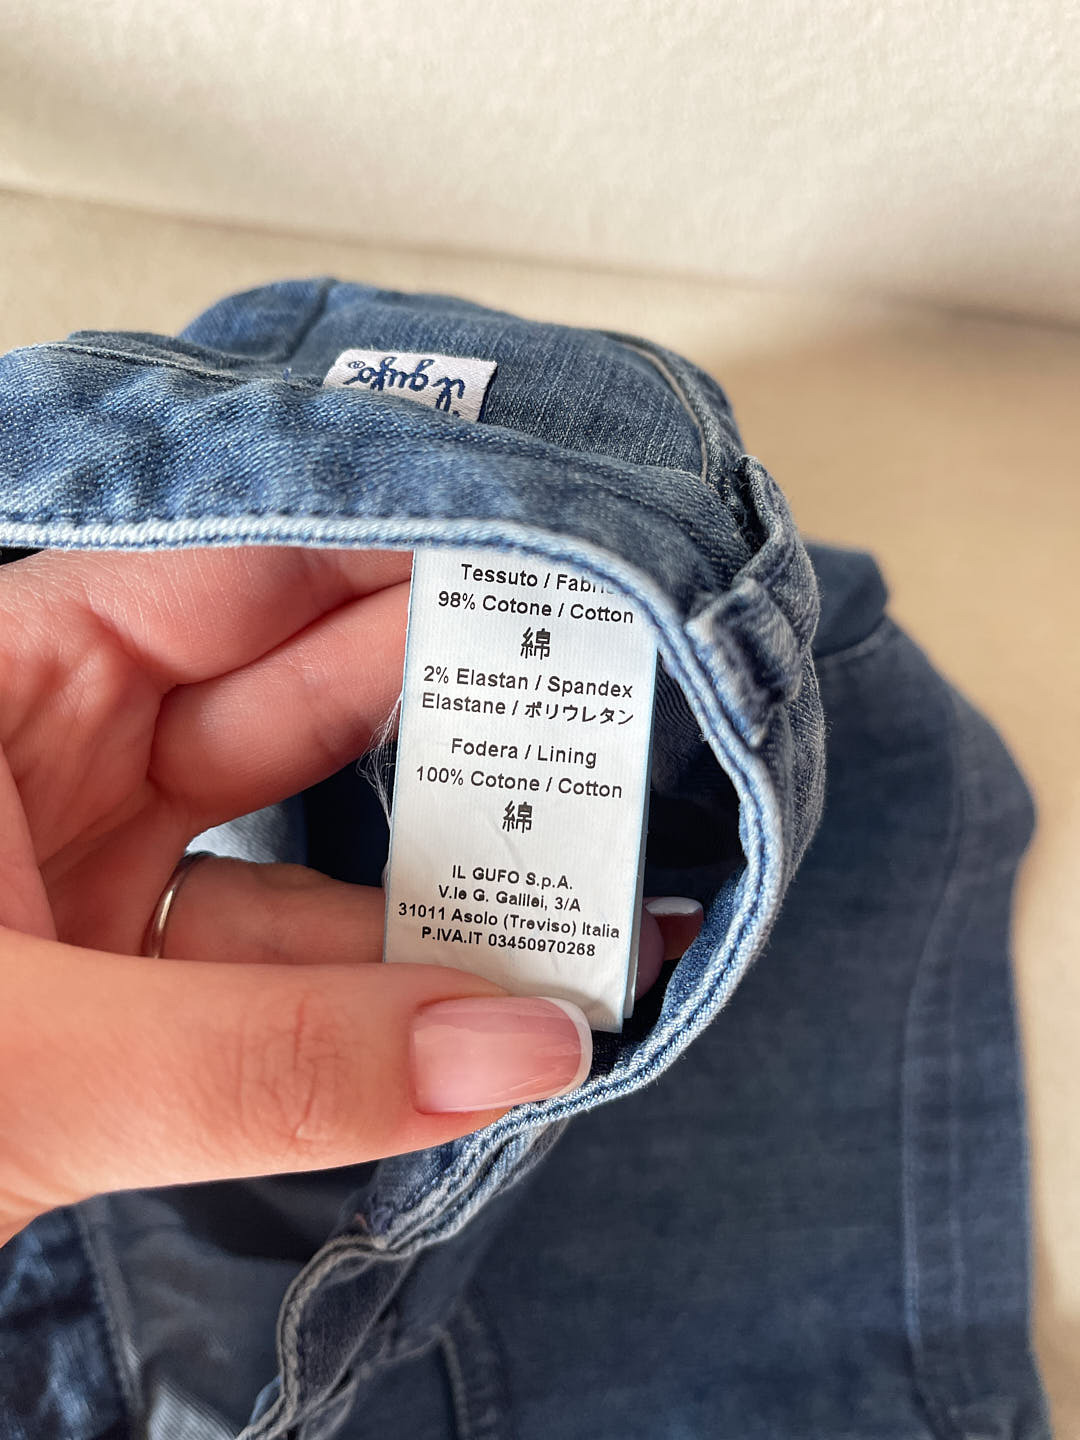 il gufo®
Tessuto / Fabri
98% Cotone / Cotton
綿
2% Elastan / Spandex
Elastane / ポリウレタン
Fodera / Lining
100% Cotone / Cotton
綿
IL GUFO S.p.A.
V.le G. Galilei, 3/A
31011 Asolo (Treviso) Italia
P.IVA.IT 03450970268